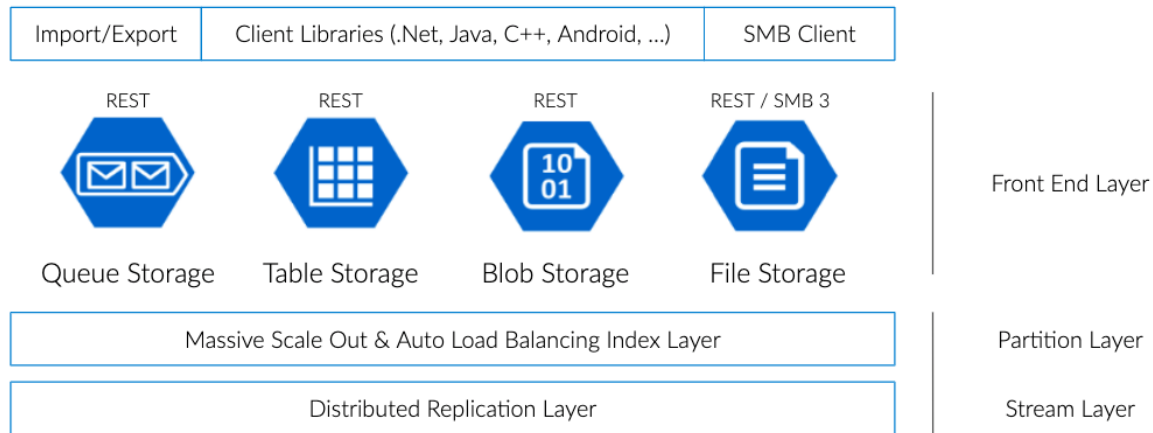 Import/Export
Client Libraries (.Net, Java, C++, Android, ...)
SMB Client
REST
REST
REST
REST / SMB 3
10
01
Queue Storage
Table Storage
Blob Storage
File Storage
Front End Layer
Massive Scale Out & Auto Load Balancing Index Layer
Partition Layer
Distributed Replication Layer
Stream Layer